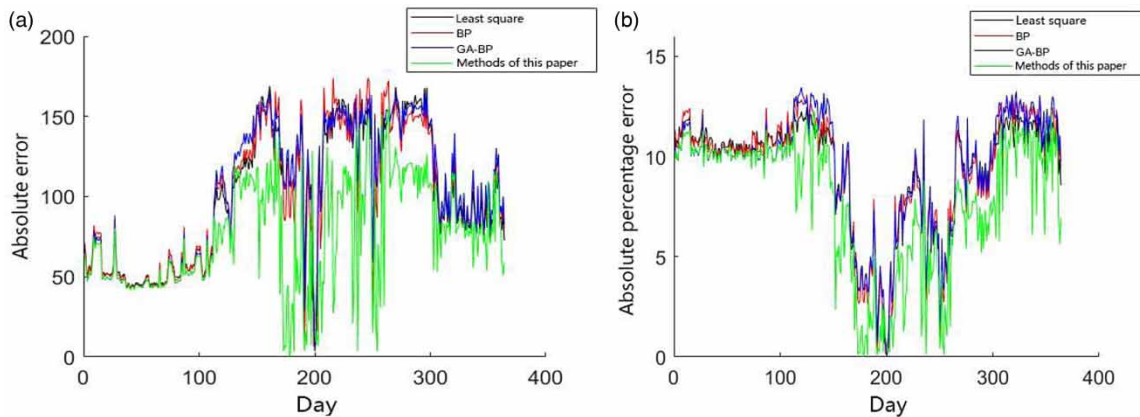 (a)
Least square
BP
GA-BP
Methods of this paper
200
150
100
50
0
Absolute error
0 100 200 300 400
Day
(b)
Least square
BP
GA-BP
Methods of this paper
15
10
5
0
Absolute percentage error
0 100 200 300 400
Day